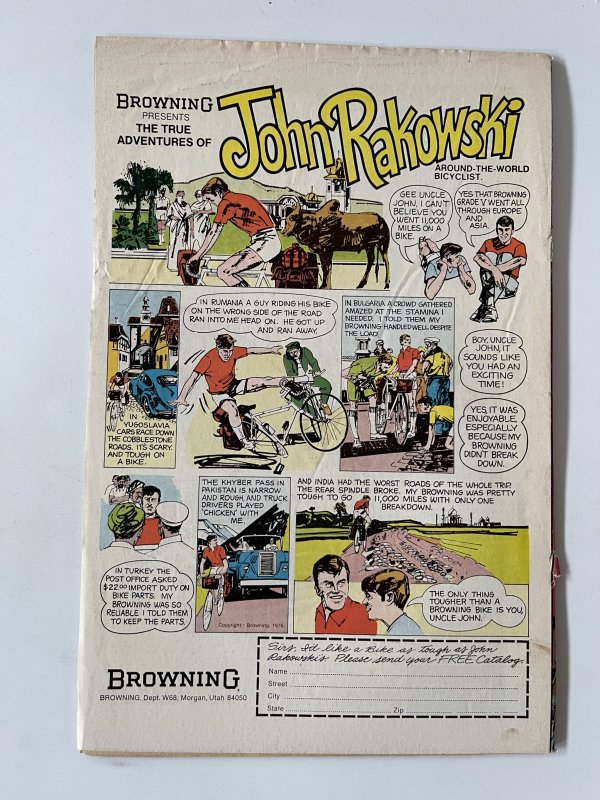 BROWNING
PRESENTS
THE TRUE
ADVENTURES OF
John Rakowski
AROUND-THE-WORLD
BICYCLIST.
GEE UNCLE
JOHN, I CAN'T
BELIEVE YOU
WENT 11,000
MILES ON A
BIKE.
YES THAT BROWNING
GRADE V WENT ALL
THROUGH EUROPE
AND
ASIA.
IN
YUGOSLAVIA
CARS RACE DOWN
THE COBBLESTONE
ROADS. IT'S SCARY.
AND TOUGH ON
A BIKE.
IN RUMANIA A GUY RIDING HIS BIKE
ON THE WRONG SIDE OF THE ROAD
RAN INTO ME HEAD ON. HE GOT UP
AND RAN AWAY.
IN BULGARIA A CROWD GATHERED,
AMAZED AT THE STAMINA I
NEEDED. I TOLD THEM MY
BROWNING HANDLED WELL DESPITE
THE LOAD.
BOY, UNCLE
JOHN, IT
SOUNDS LIKE
YOU HAD AN
EXCITING
TIME!
YES, IT WAS
ENJOYABLE,
ESPECIALLY
BECAUSE MY
BROWNING
DIDN'T BREAK
DOWN.
IN TURKEY THE
POST OFFICE ASKED
$22.00 IMPORT DUTY ON
BIKE PARTS. MY
BROWNING WAS SO
RELIABLE I TOLD THEM
TO KEEP THE PARTS.
THE KHYBER PASS IN
PAKISTAN IS NARROW
AND ROUGH, AND TRUCK
DRIVERS PLAYED
'CHICKEN' WITH
ME.
Copyright - Browning, 1975
AND INDIA HAD THE WORST ROADS OF THE WHOLE TRIP.
THE REAR SPINDLE BROKE. MY BROWNING WAS PRETTY
TOUGH TO GO 11,000 MILES WITH ONLY ONE
BREAKDOWN.
THE ONLY THING
TOUGHER THAN A
BROWNING BIKE IS YOU,
UNCLE JOHN.
BROWNING
BROWNING, Dept. W68, Morgan, Utah 84050
Sirs, I'd like a Bike as tough as John
Rakowski's. Please send your FREE Catalog.
Name
Street
City
State Zip